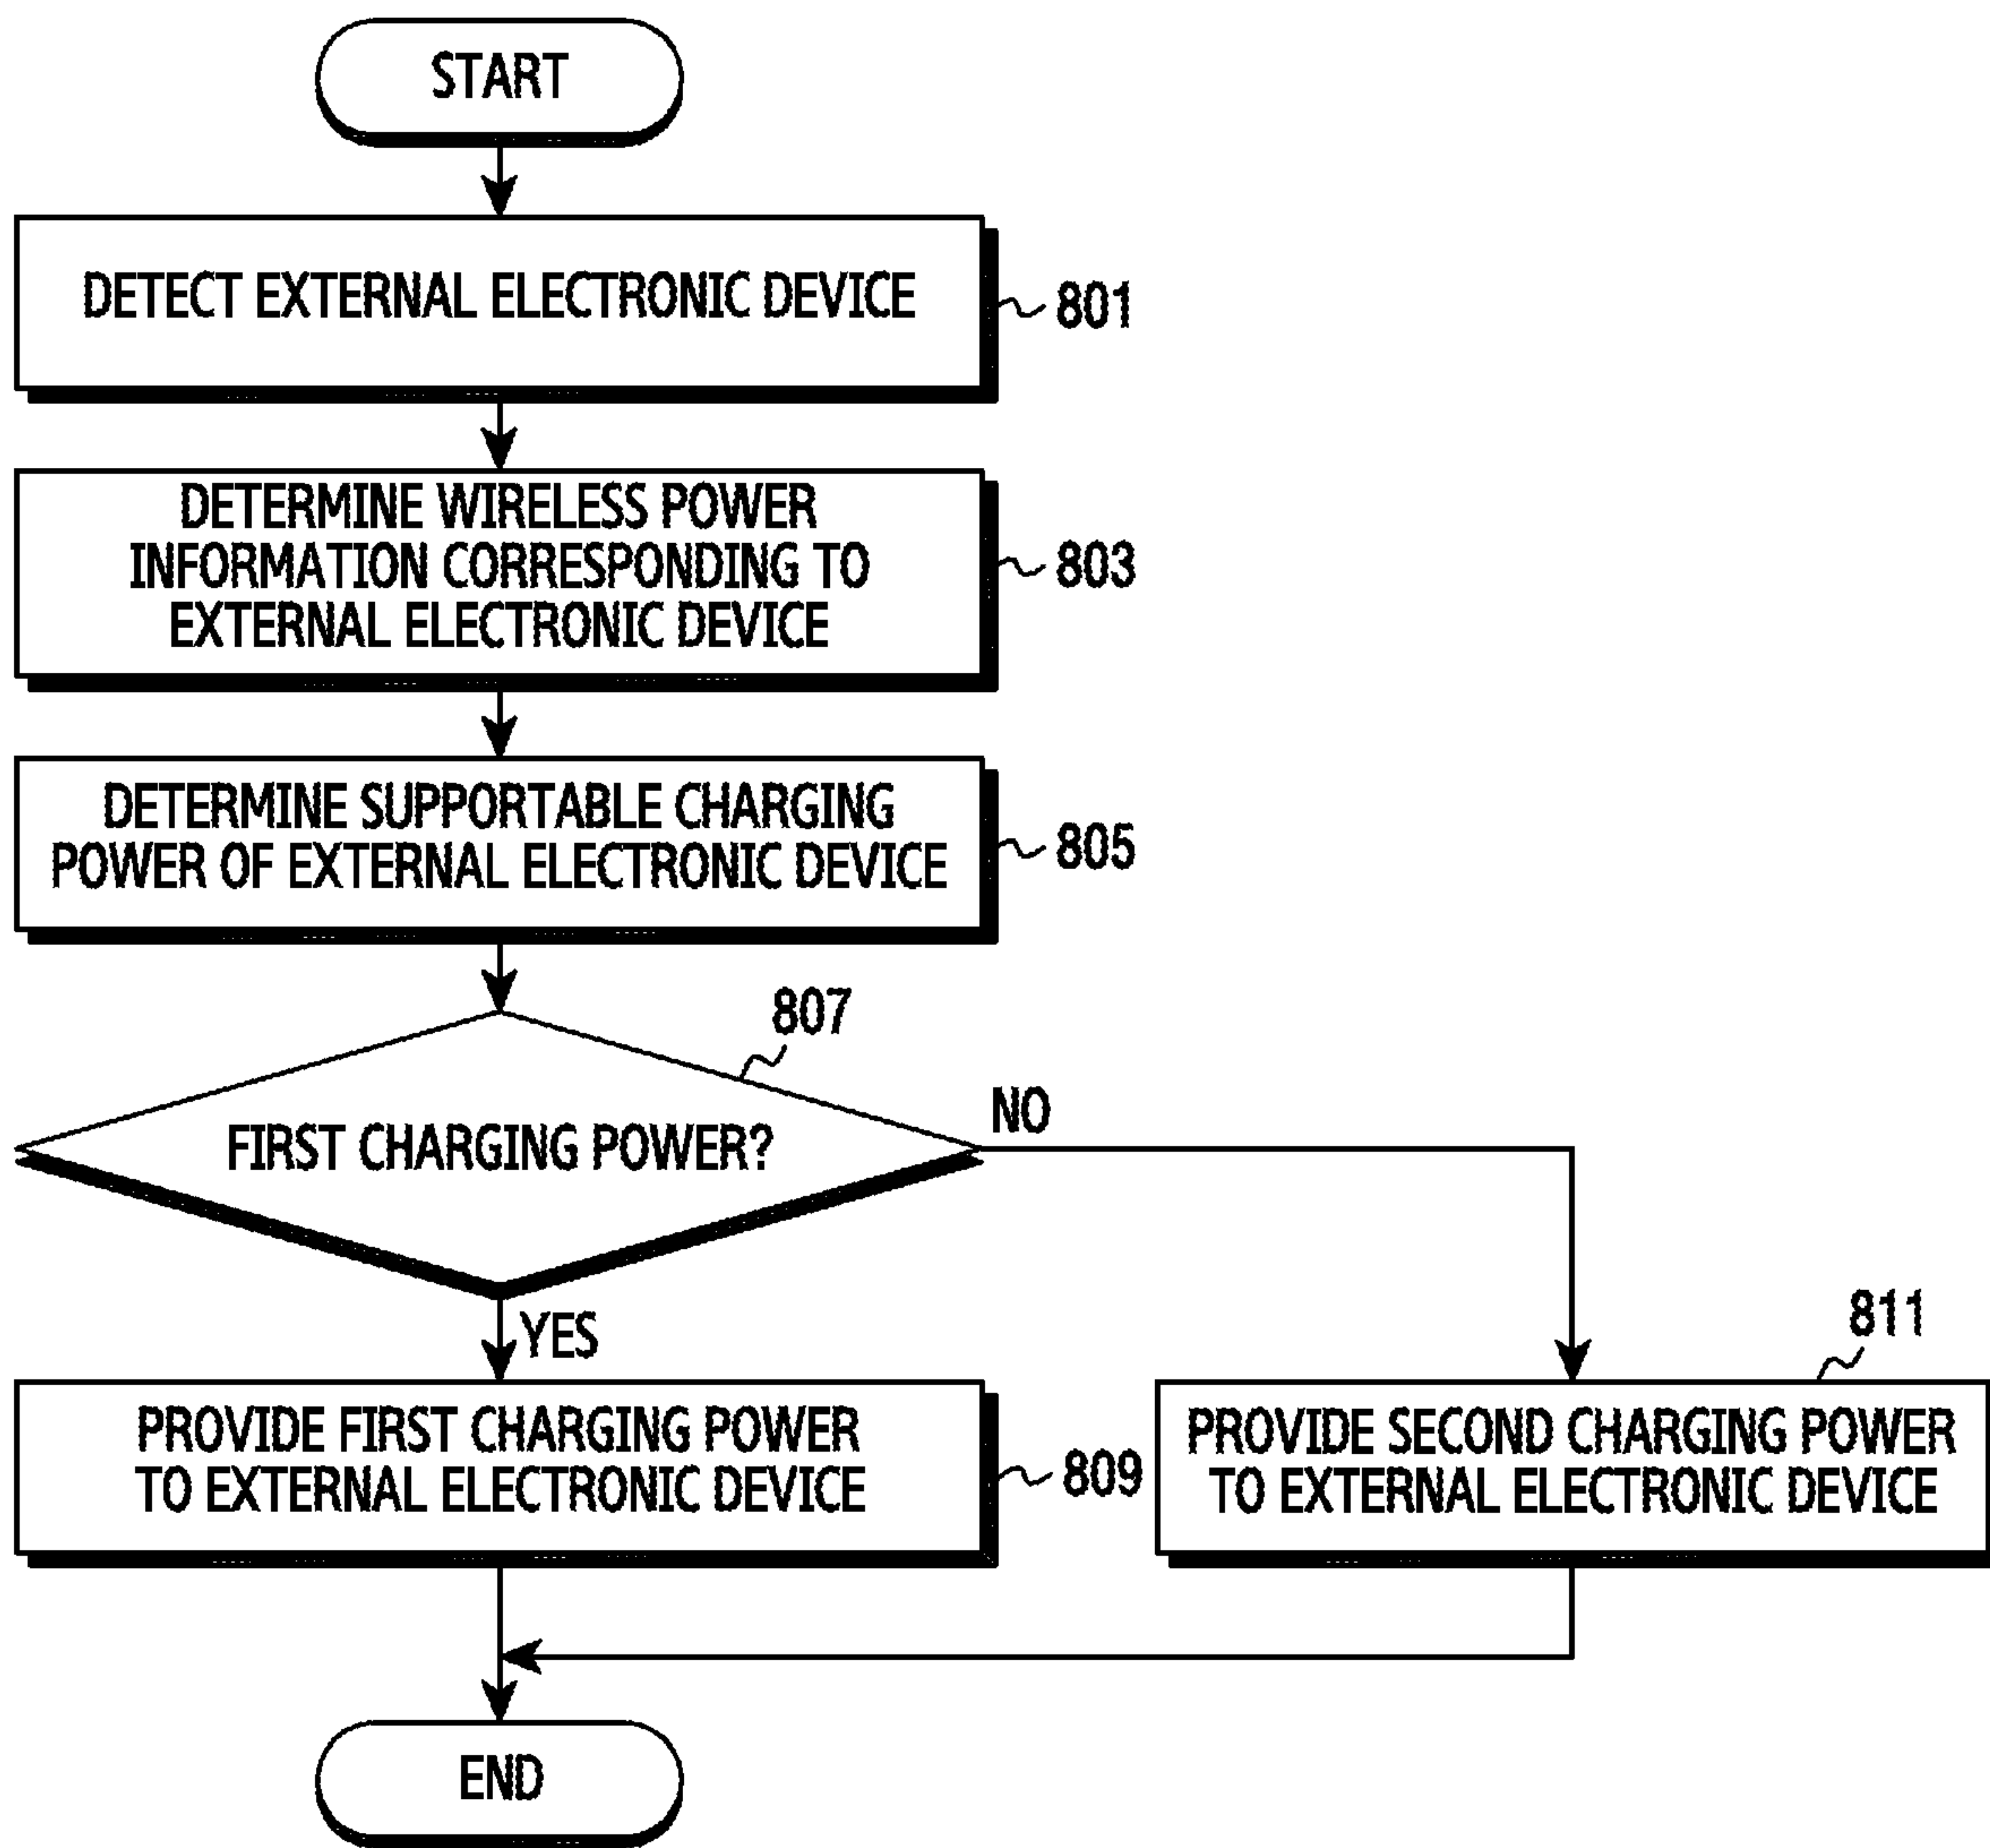 START
DETECT EXTERNAL ELECTRONIC DEVICE
801
DETERMINE WIRELESS POWER
INFORMATION CORRESPONDING TO
EXTERNAL ELECTRONIC DEVICE
803
DETERMINE SUPPORTABLE CHARGING
POWER OF EXTERNAL ELECTRONIC DEVICE
805
807
FIRST CHARGING POWER?
NO
YES
PROVIDE FIRST CHARGING POWER
TO EXTERNAL ELECTRONIC DEVICE
809
811
PROVIDE SECOND CHARGING POWER
TO EXTERNAL ELECTRONIC DEVICE
END